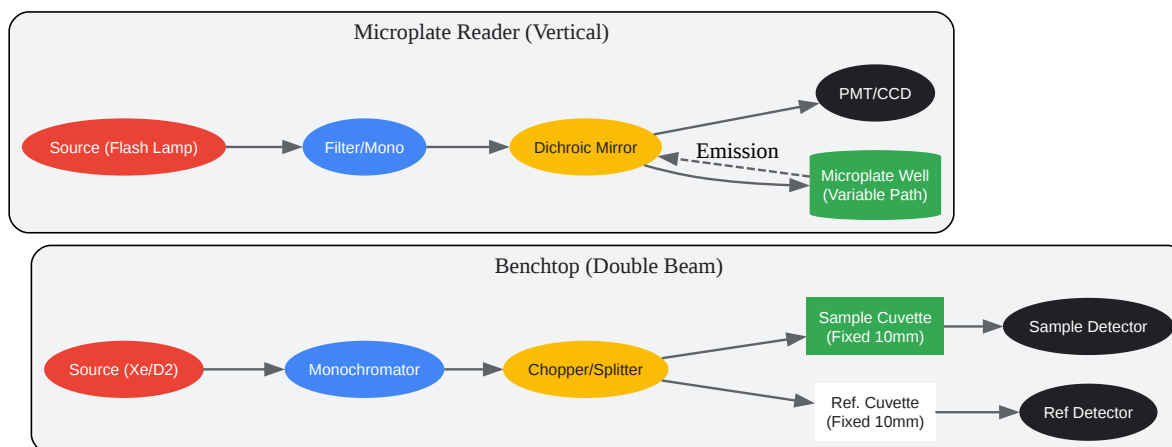 Microplate Reader (Vertical)
PMT/CCD
Source (Flash Lamp)
Filter/Mono
Dichroic Mirror
Emission
Microplate Well
(Variable Path)
Benchtop (Double Beam)
Sample Cuvette
(Fixed 10mm)
Sample Detector
Source (Xe/D2)
Monochromator
Chopper/Splitter
Ref. Cuvette
(Fixed 10mm)
Ref Detector